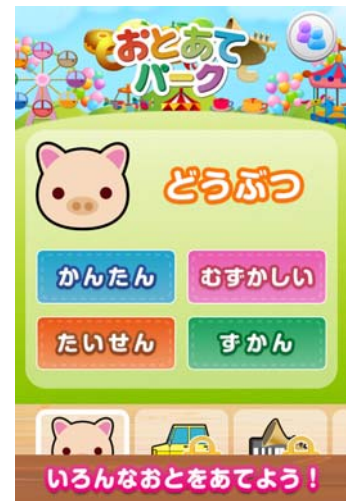 おとあて
パーク
どうぶつ
かんたん
むずかしい
たいせん
ずかん
いろんなおとをあてよう！